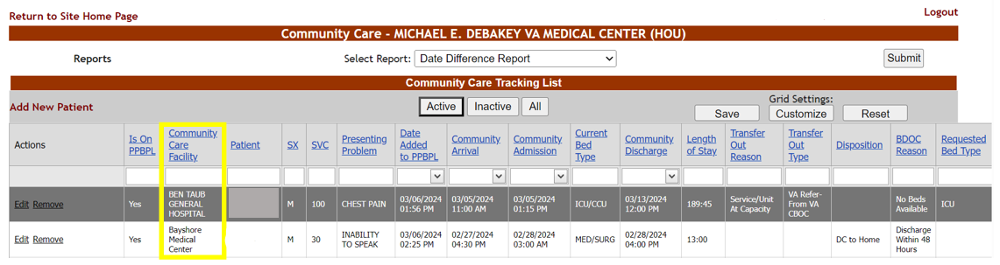 Return to Site Home Page
Logout
Community Care - MICHAEL E. DEBAKEY VA MEDICAL CENTER (HOU)
Reports
Select Report: Date Difference Report
Submit
Community Care Tracking List
Add New Patient
Active Inactive All
Grid Settings:
Save Customize Reset
Actions
Is On
PPBPL
Community
Care
Facility
Patient
SX
SVC
Presenting
Problem
Date
Added
to PPBPL
Community
Arrival
Community
Admission
Current
Bed
Type
Community
Discharge
Length
of Stay
Transfer
Out
Reason
Transfer
Out
Type
Disposition
BDOC
Reason
Requested
Bed Type
Edit Remove
Yes
BEN TAUB
GENERAL
HOSPITAL
M
100
CHEST PAIN
03/06/2024
01:56 PM
03/05/2024
11:00 AM
03/05/2024
01:15 PM
ICU/CCU
03/13/2024
12:00 PM
189:45
Service/Unit
At Capacity
VA Refer-
From VA
CBOC
No Beds
Available
ICU
Edit Remove
Yes
Bayshore
Medical
Center
M
30
INABILITY
TO SPEAK
03/06/2024
02:25 PM
02/27/2024
04:30 PM
02/28/2024
03:00 AM
MED/SURG
02/28/2024
04:00 PM
13:00
DC to Home
Discharge
Within 48
Hours